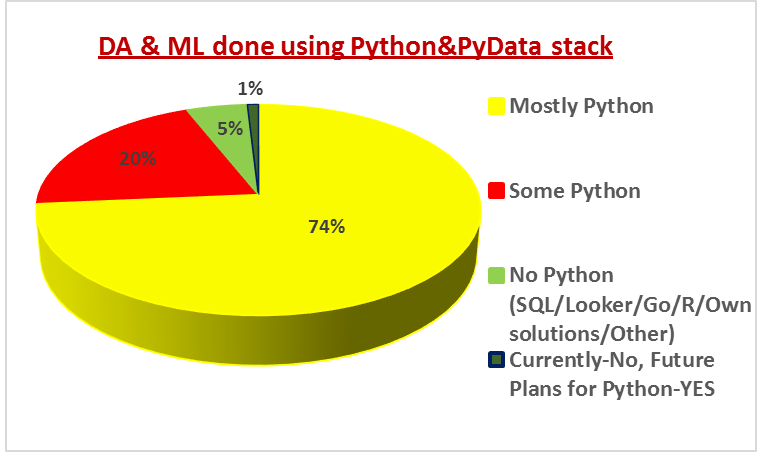 DA & ML done using Python&PyData stack
1%
5%
20%
74%
Mostly Python
Some Python
No Python
(SQL/Looker/Go/R/Own
solutions/Other)
Currently-No, Future
Plans for Python-YES